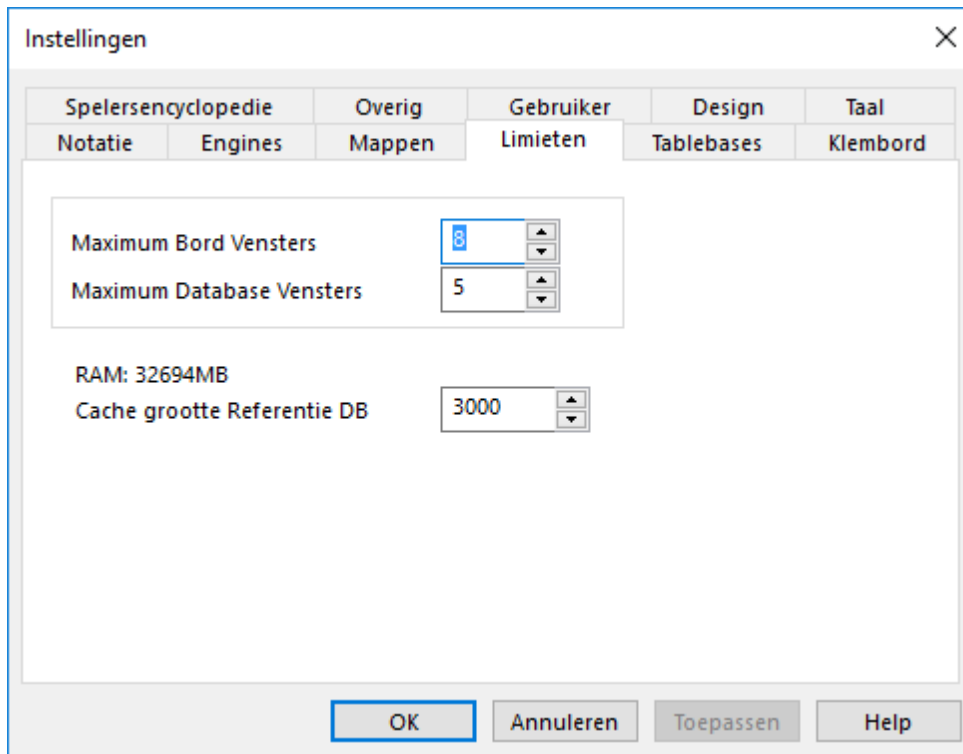 Instellingen
Spelersencyclopedie Overig Gebruiker Design Taal
Notatie Engines Mappen Limieten Tablebases Klembord
Maximum Bord Vensters 8
Maximum Database Vensters 5
RAM: 32694MB
Cache grootte Referentie DB 3000
OK Annuleren Toepassen Help